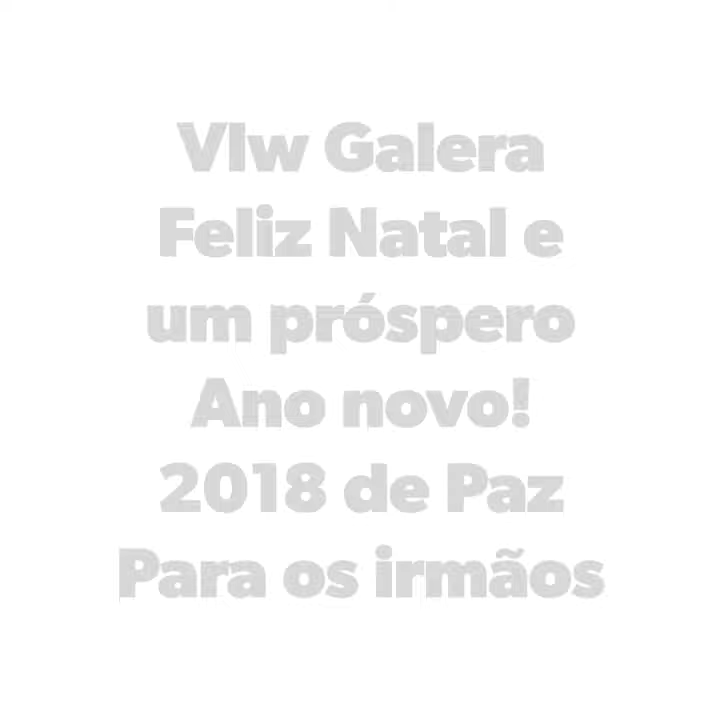 Vlw Galera
Feliz Natal e
um próspero
Ano novo!
2018 de Paz
Para os irmãos